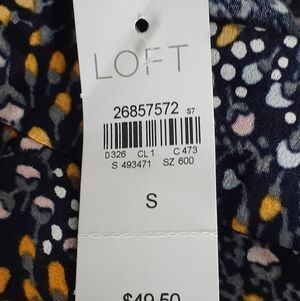 LOFT
26857572 S7
D326 CL1 C473
S 493471 SZ 600
S
$49.50